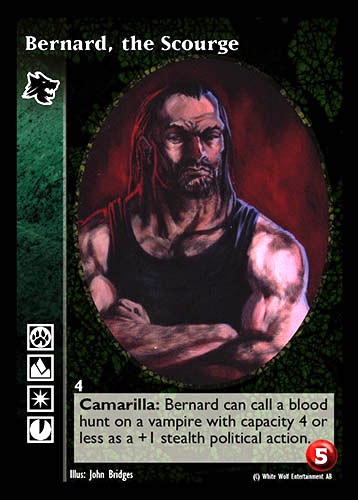 Bernard, the Scourge
4
Camarilla: Bernard can call a blood
hunt on a vampire with capacity 4 or
less as a +1 stealth political action.
5
Illus: John Bridges
(C) White Wolf Entertainment AB